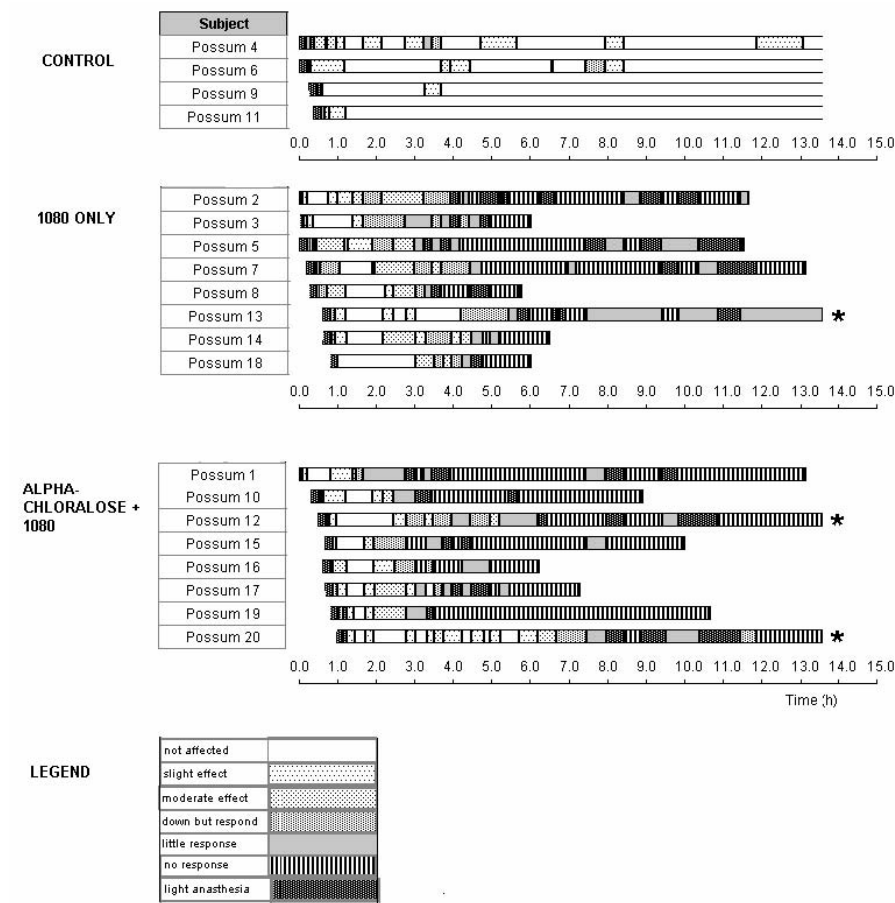 Subject
CONTROL
Possum 4
Possum 6
Possum 9
Possum 11
0.0 1.0 2.0 3.0 4.0 5.0 6.0 7.0 8.0 9.0 10.0 11.0 12.0 13.0 14.0 15.0
1080 ONLY
Possum 2
Possum 3
Possum 5
Possum 7
Possum 8
Possum 13 *
Possum 14
Possum 18
0.0 1.0 2.0 3.0 4.0 5.0 6.0 7.0 8.0 9.0 10.0 11.0 12.0 13.0 14.0 15.0
ALPHA-
CHLORALOSE +
1080
Possum 1
Possum 10
Possum 12 *
Possum 15
Possum 16
Possum 17
Possum 19
Possum 20 *
0.0 1.0 2.0 3.0 4.0 5.0 6.0 7.0 8.0 9.0 10.0 11.0 12.0 13.0 14.0 15.0
Time (h)
LEGEND
not affected
slight effect
moderate effect
down but respond
little response
no response
light anasthesia